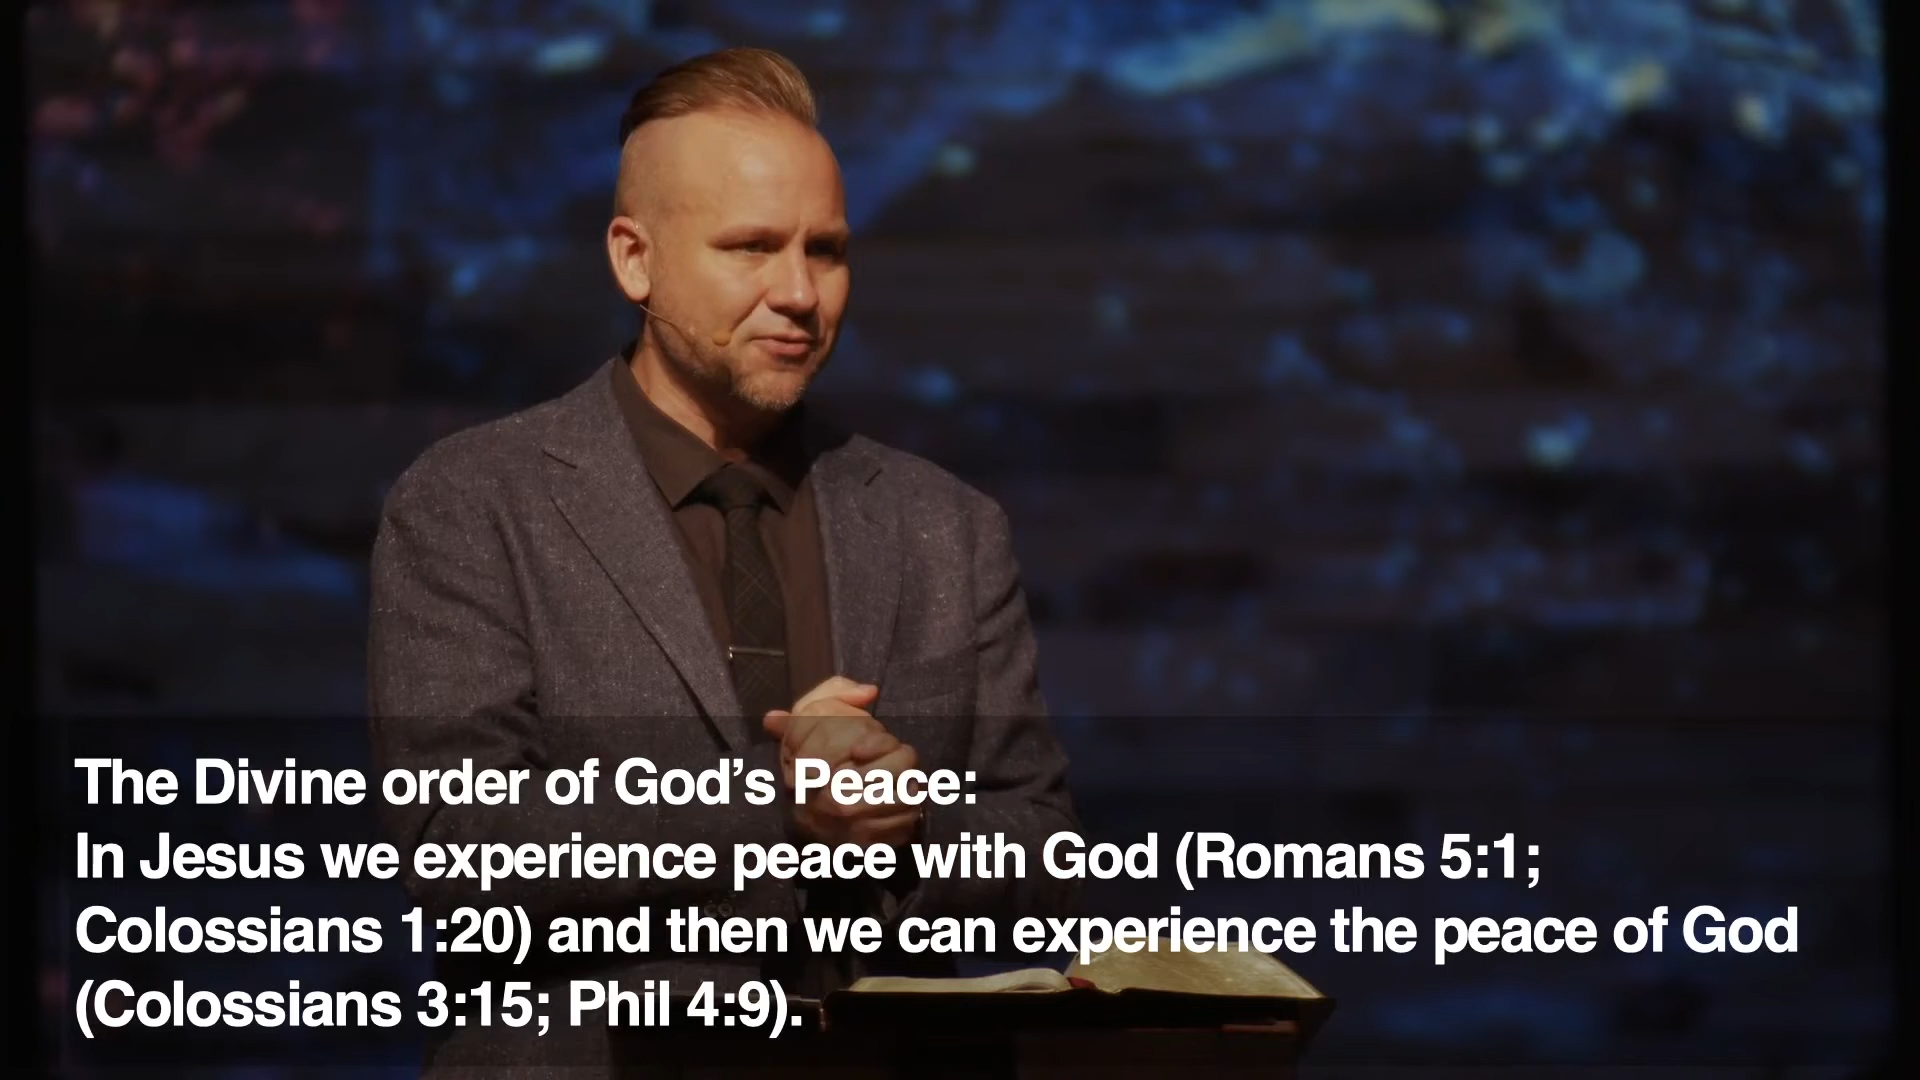 The Divine order of God’s Peace:
In Jesus we experience peace with God (Romans 5:1;
Colossians 1:20) and then we can experience the peace of God
(Colossians 3:15; Phil 4:9).